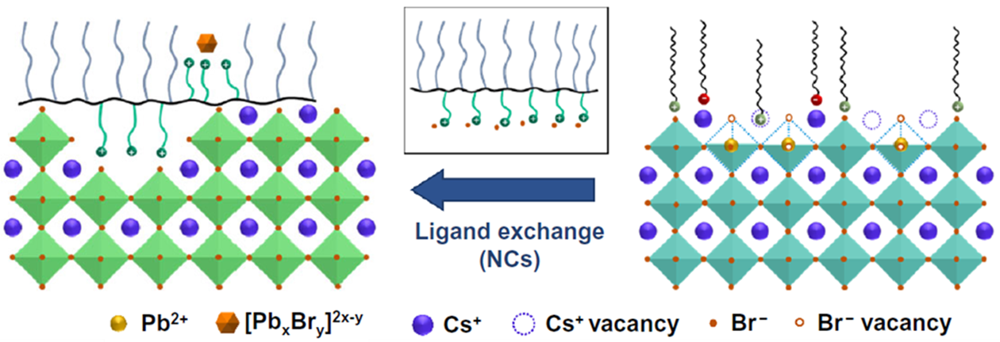 Ligand exchange
(NCs)
Pb²⁺ [PbₓBrᵧ]²ˣ⁻ʸ Cs⁺ Cs⁺ vacancy Br⁻ Br⁻ vacancy